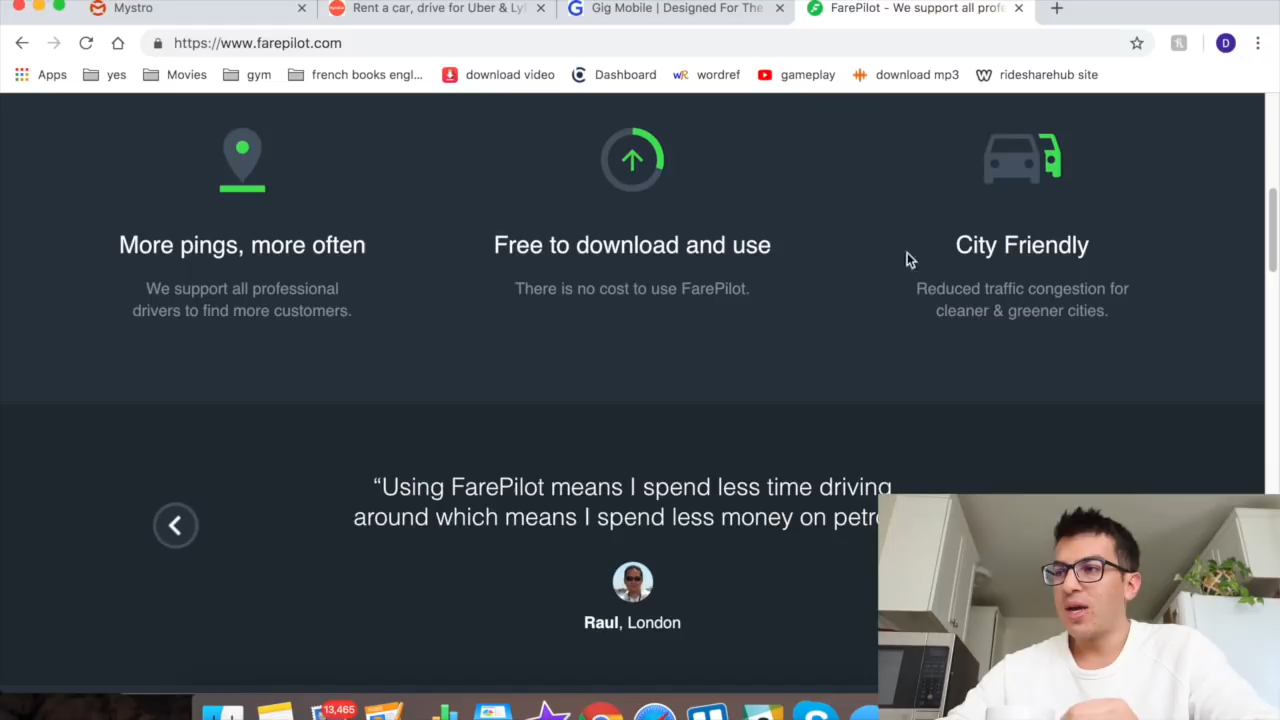 Mystro
Rent a car, drive for Uber & Lyf
Gig Mobile | Designed For The
FarePilot - We support all profe
https://www.farepilot.com
D
Apps
yes
Movies
gym
french books engl...
download video
Dashboard
wordref
gameplay
download mp3
ridesharehub site
More pings, more often
Free to download and use
City Friendly
We support all professional
drivers to find more customers.
There is no cost to use FarePilot.
Reduced traffic congestion for
cleaner & greener cities.
“Using FarePilot means I spend less time driving
around which means I spend less money on petr
Raul, London
13,465